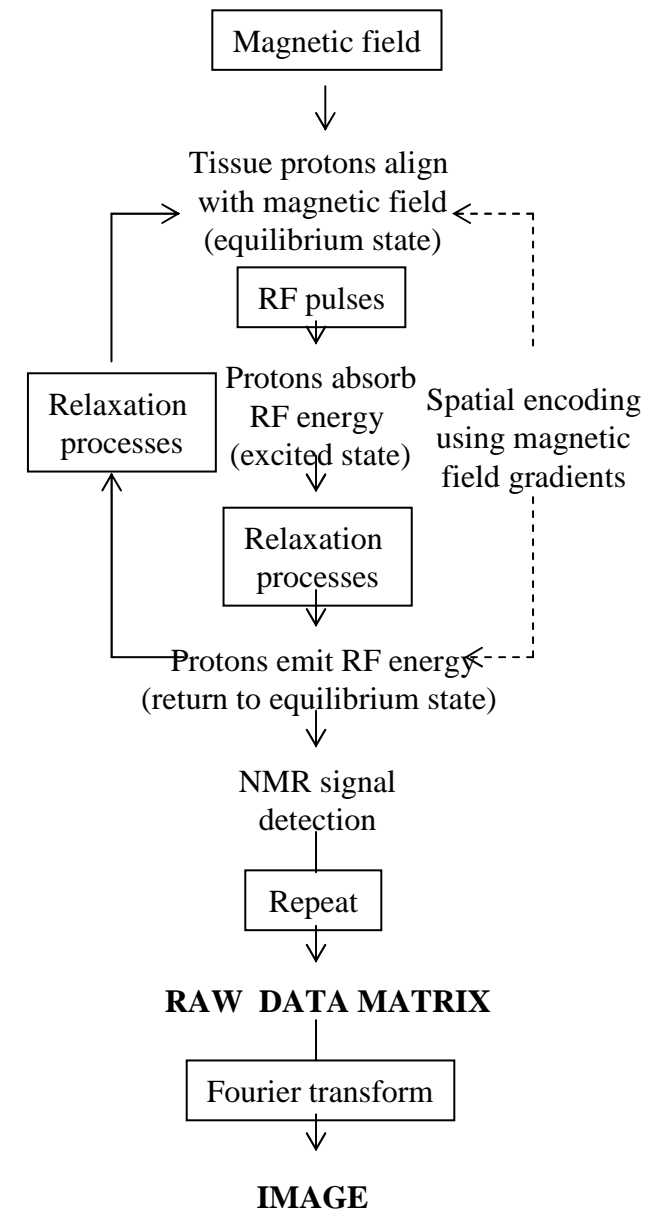 Magnetic field
Tissue protons align
with magnetic field
(equilibrium state)
RF pulses
Protons absorb
RF energy
(excited state)
Relaxation
processes
Spatial encoding
using magnetic
field gradients
Relaxation
processes
Protons emit RF energy
(return to equilibrium state)
NMR signal
detection
Repeat
RAW DATA MATRIX
Fourier transform
IMAGE